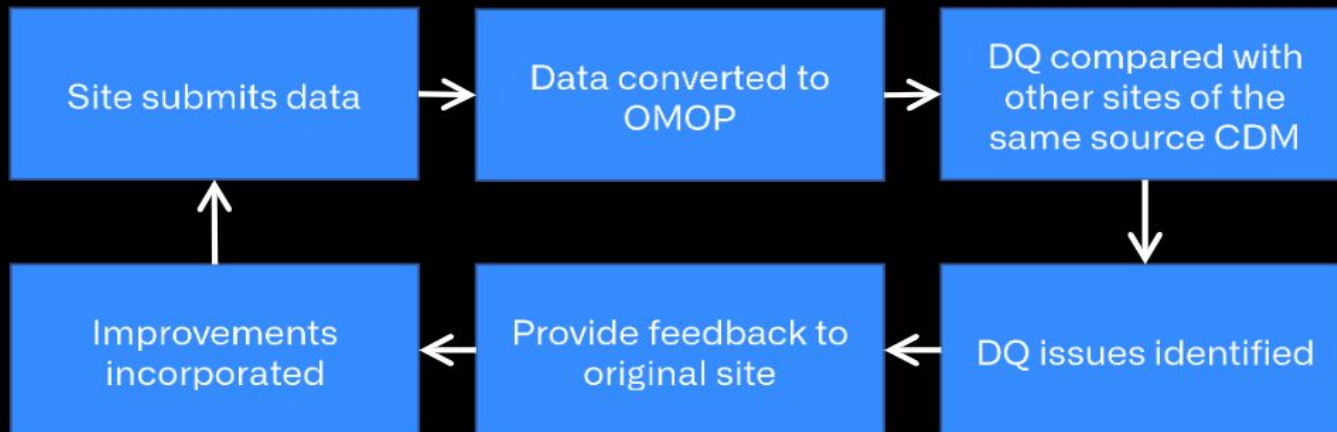 Site submits data
Data converted to
OMOP
DQ compared with
other sites of the
same source CDM
DQ issues identified
Provide feedback to
original site
Improvements
incorporated